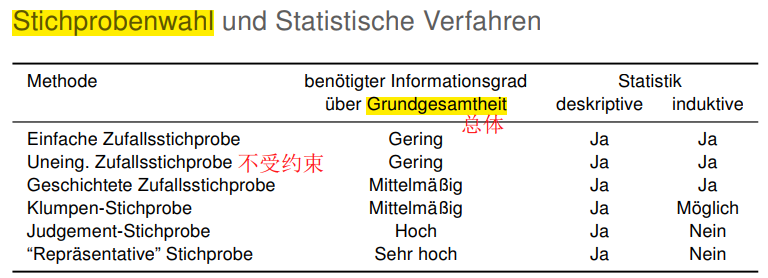 Stichprobenwahl und Statistische Verfahren
Methode benötigter Informationsgrad Statistik
über Grundgesamtheit deskriptive induktive
总体
Einfache Zufallsstichprobe Gering Ja Ja
Uneing. Zufallsstichprobe 不受约束 Gering Ja Ja
Geschichtete Zufallsstichprobe Mittelmäßig Ja Ja
Klumpen-Stichprobe Mittelmäßig Ja Möglich
Judgement-Stichprobe Hoch Ja Nein
“Repräsentative” Stichprobe Sehr hoch Ja Nein